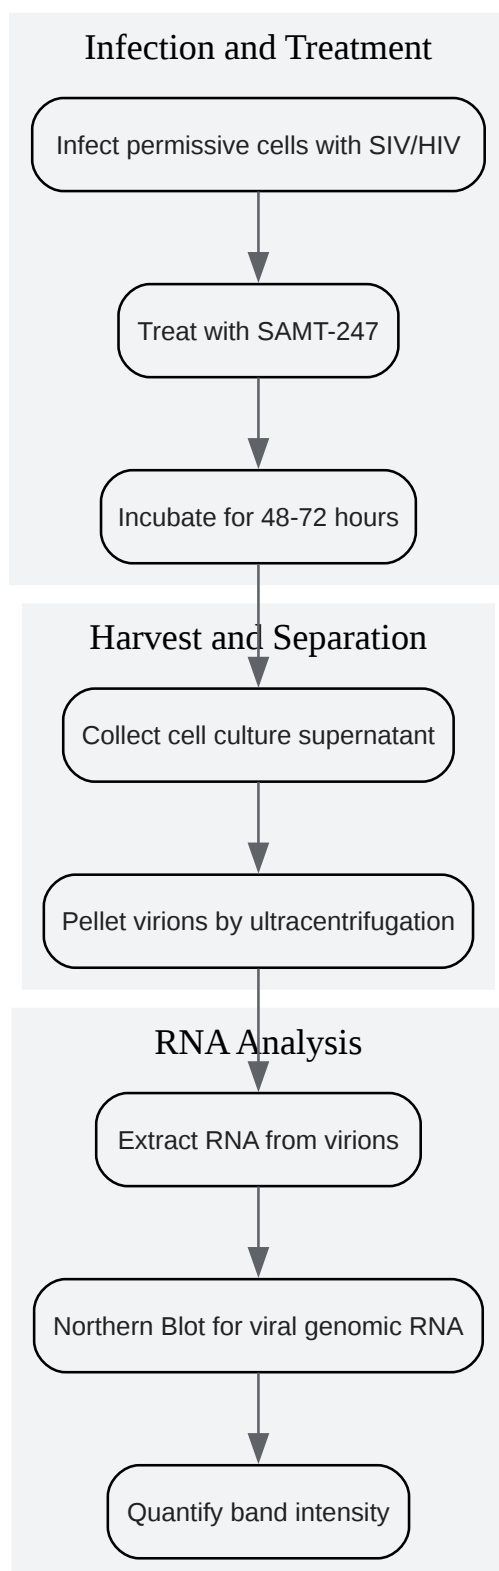 Infection and Treatment
Infect permissive cells with SIV/HIV
Treat with SAMT-247
Incubate for 48-72 hours
Harvest and Separation
Collect cell culture supernatant
Pellet virions by ultracentrifugation
RNA Analysis
Extract RNA from virions
Northern Blot for viral genomic RNA
Quantify band intensity